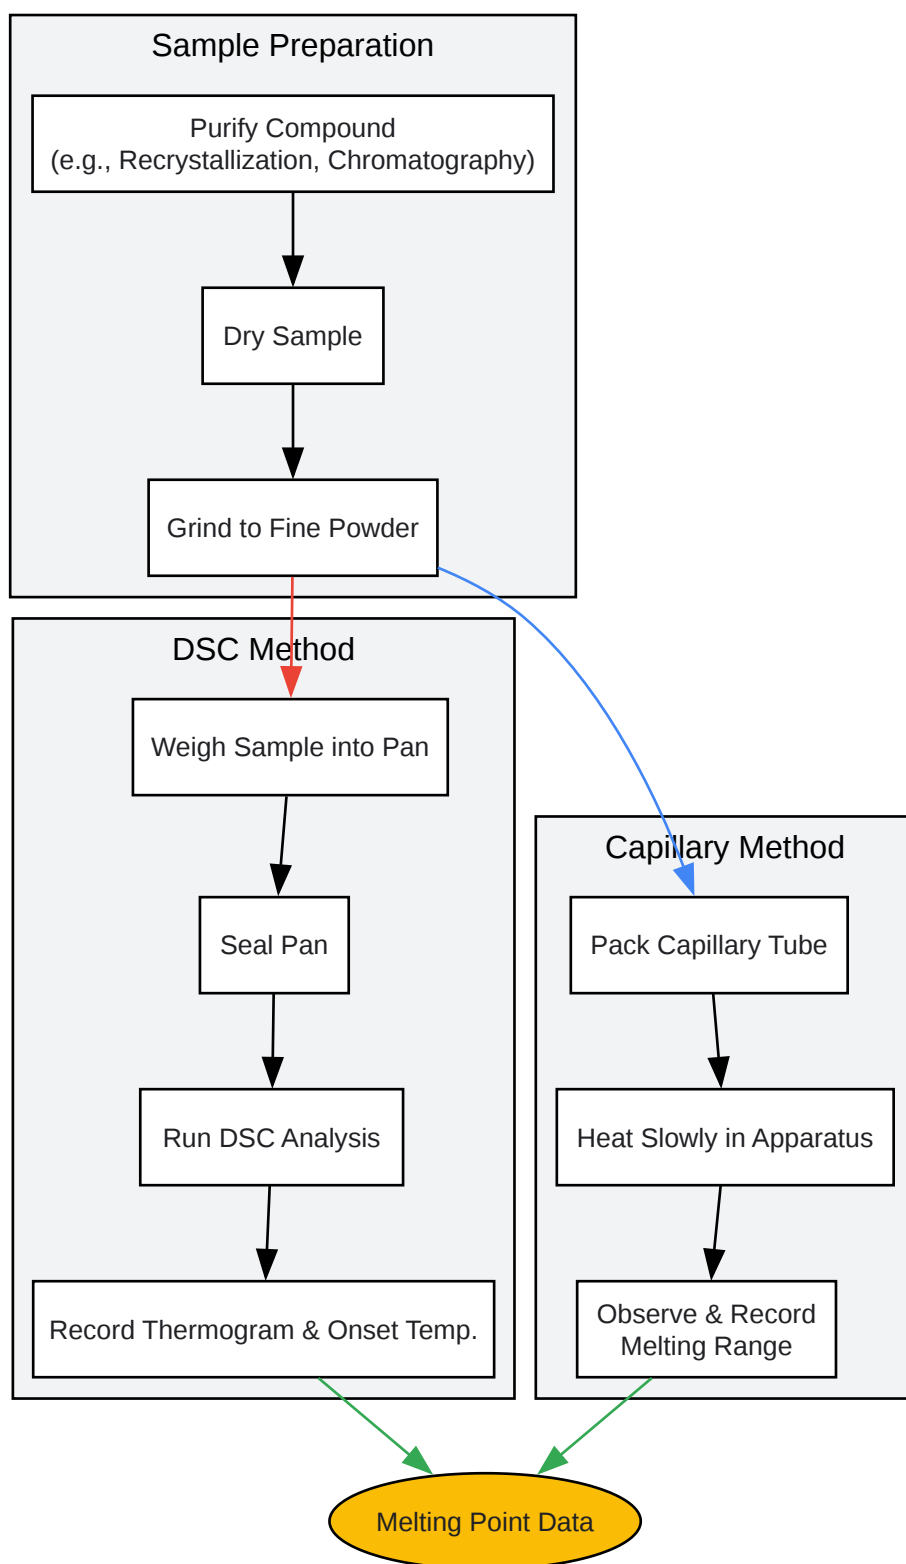 Sample Preparation
Purify Compound
(e.g., Recrystallization, Chromatography)
Dry Sample
Grind to Fine Powder
DSC Method
Weigh Sample into Pan
Seal Pan
Run DSC Analysis
Record Thermogram & Onset Temp.
Capillary Method
Pack Capillary Tube
Heat Slowly in Apparatus
Observe & Record
Melting Range
Melting Point Data